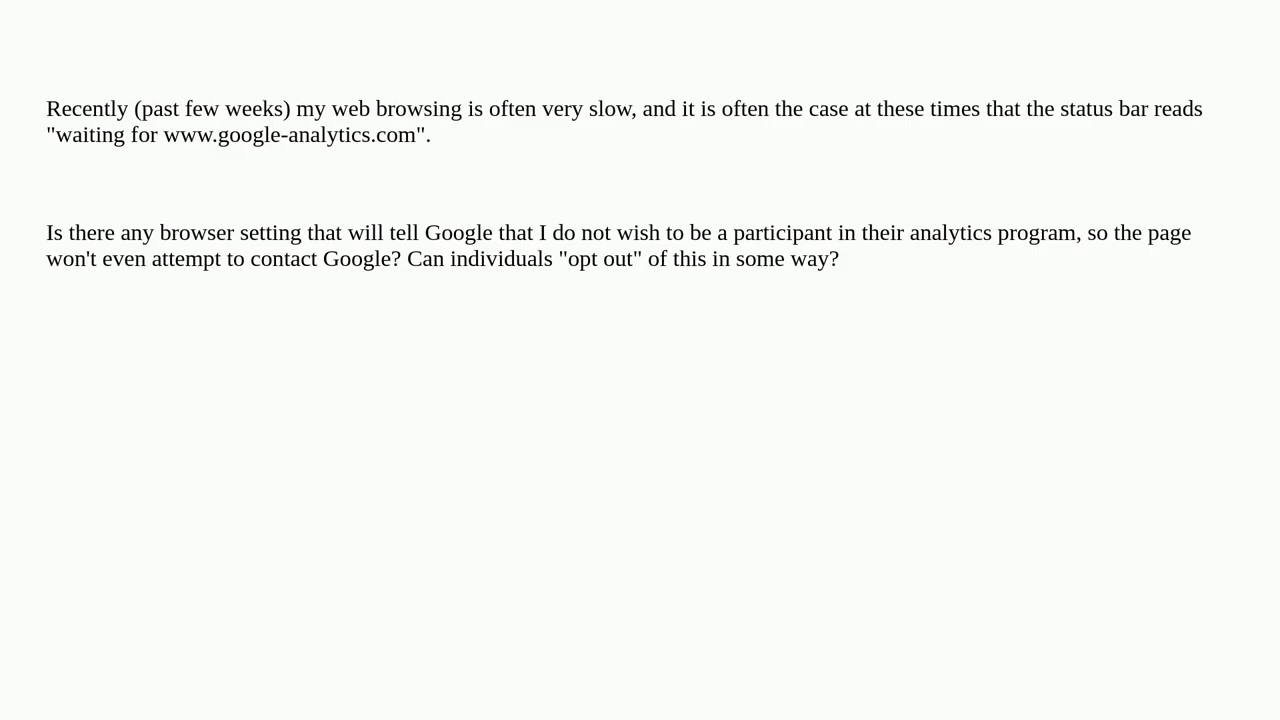 Recently (past few weeks) my web browsing is often very slow, and it is often the case at these times that the status bar reads
"waiting for www.google-analytics.com".
Is there any browser setting that will tell Google that I do not wish to be a participant in their analytics program, so the page
won't even attempt to contact Google? Can individuals "opt out" of this in some way?